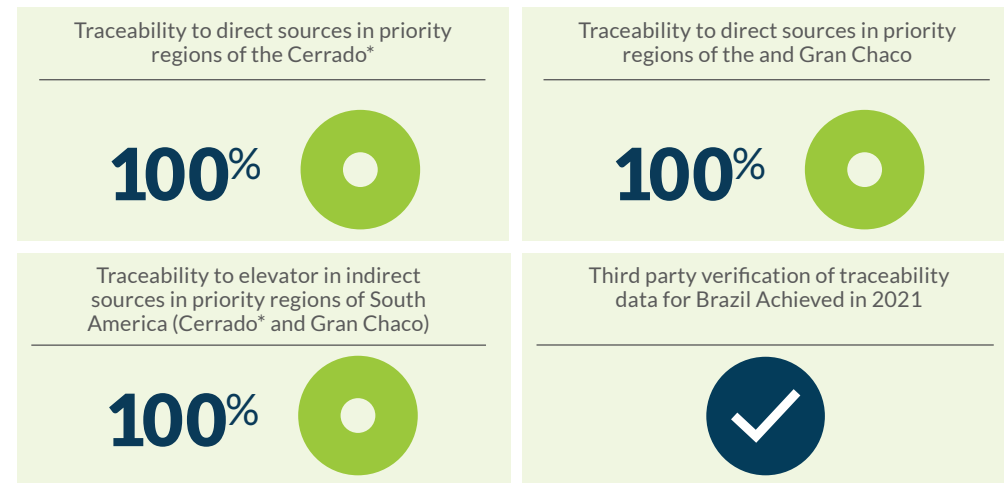 Traceability to direct sources in priority
regions of the Cerrado*
100%
Traceability to direct sources in priority
regions of the and Gran Chaco
100%
Traceability to elevator in indirect
sources in priority regions of South
America (Cerrado* and Gran Chaco)
100%
Third party verification of traceability
data for Brazil Achieved in 2021